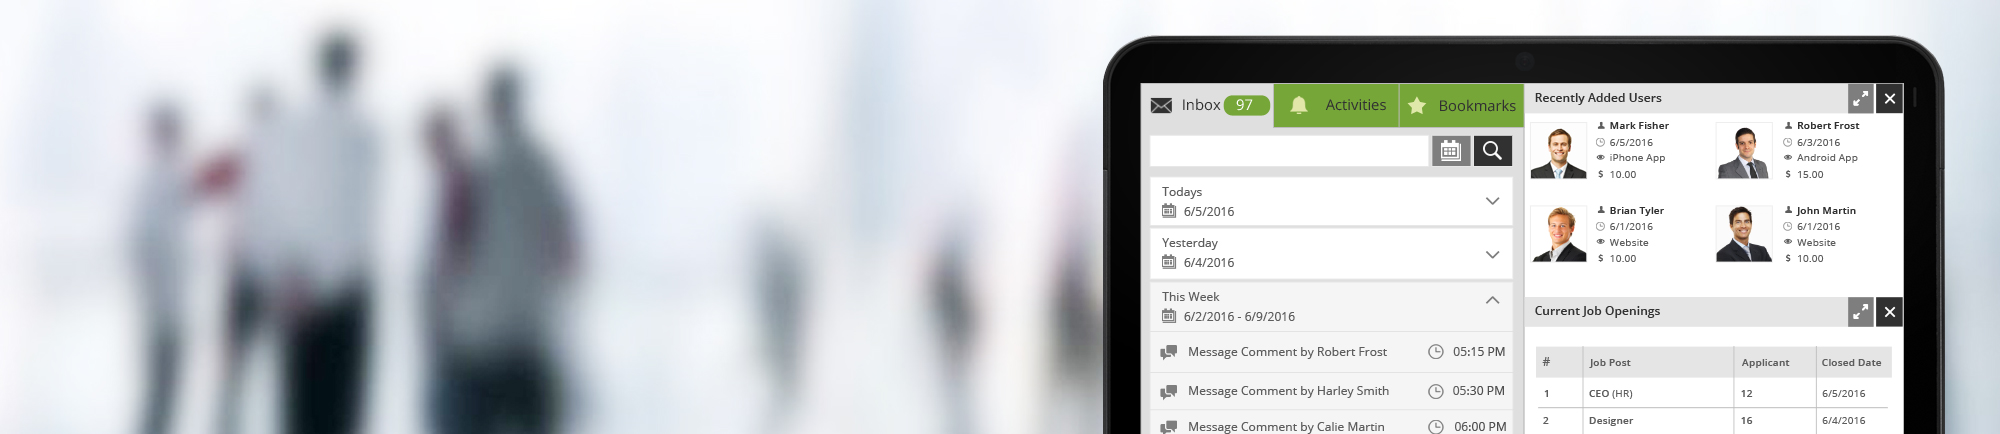 Inbox 97 Activities Bookmarks
Todays
6/5/2016
Yesterday
6/4/2016
This Week
6/2/2016 - 6/9/2016
Message Comment by Robert Frost 05:15 PM
Message Comment by Harley Smith 05:30 PM
Message Comment by Calie Martin 06:00 PM
Recently Added Users
Mark Fisher
6/5/2016
iPhone App
$ 10.00
Robert Frost
6/3/2016
Android App
$ 15.00
Brian Tyler
6/1/2016
Website
$ 10.00
John Martin
6/1/2016
Website
$ 10.00
Current Job Openings
# Job Post Applicant Closed Date
1 CEO (HR) 12 6/5/2016
2 Designer 16 6/4/2016